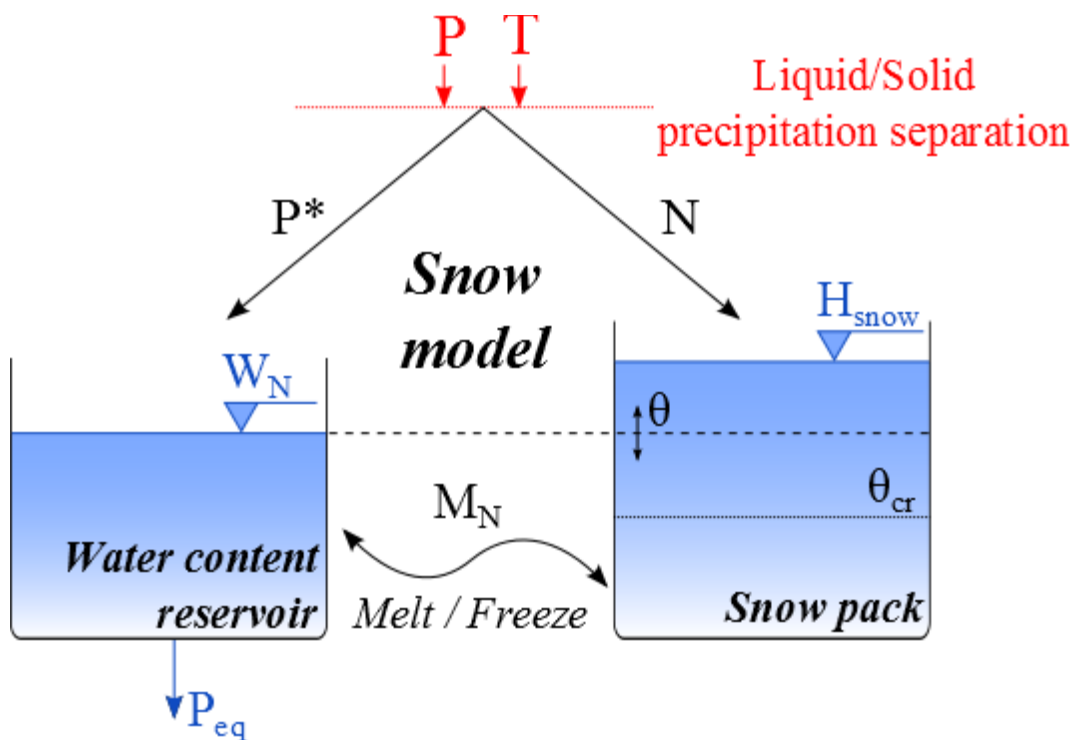 P T
Liquid/Solid
precipitation separation
P* N
Snow
model
H_snow
W_N
θ
θ_cr
M_N
Water content
reservoir
Melt / Freeze
Snow pack
P_eq